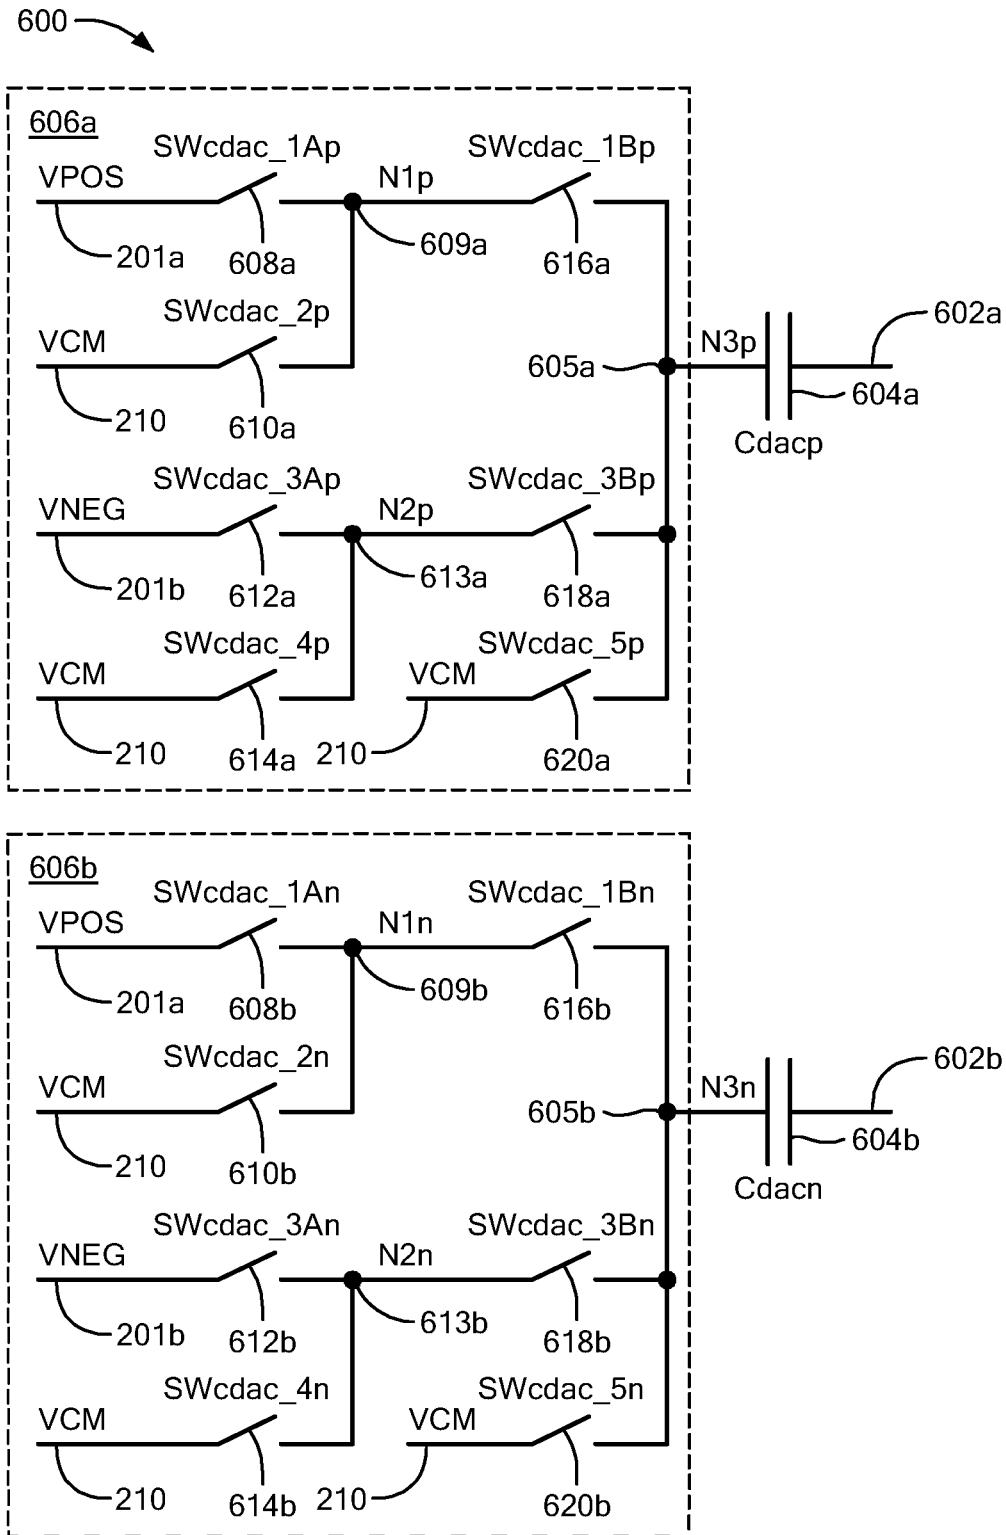 600
606a
SWcdac_1Ap
SWcdac_1Bp
VPOS
N1p
201a
608a
609a
616a
SWcdac_2p
VCM
602a
605a
N3p
604a
210
610a
Cdacp
SWcdac_3Ap
SWcdac_3Bp
VNEG
N2p
201b
612a
613a
618a
SWcdac_4p
SWcdac_5p
VCM
VCM
210
614a
210
620a
606b
SWcdac_1An
SWcdac_1Bn
VPOS
N1n
201a
608b
609b
616b
SWcdac_2n
VCM
602b
605b
N3n
604b
210
610b
Cdacn
SWcdac_3An
SWcdac_3Bn
VNEG
N2n
201b
612b
613b
618b
SWcdac_4n
SWcdac_5n
VCM
VCM
210
614b
210
620b